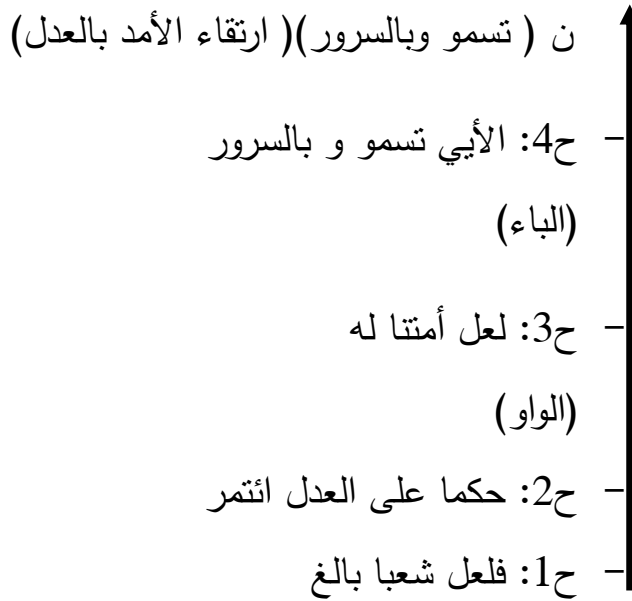 ن ( تسمو وبالسرور)( ارتقاء الأمد بالعدل)
– ح4: الأيي تسمو و بالسرور
(الباء)
– ح3: لعل أمتنا له
(الواو)
– ح2: حكما على العدل ائتمر
– ح1: فلعل شعبا بالغ